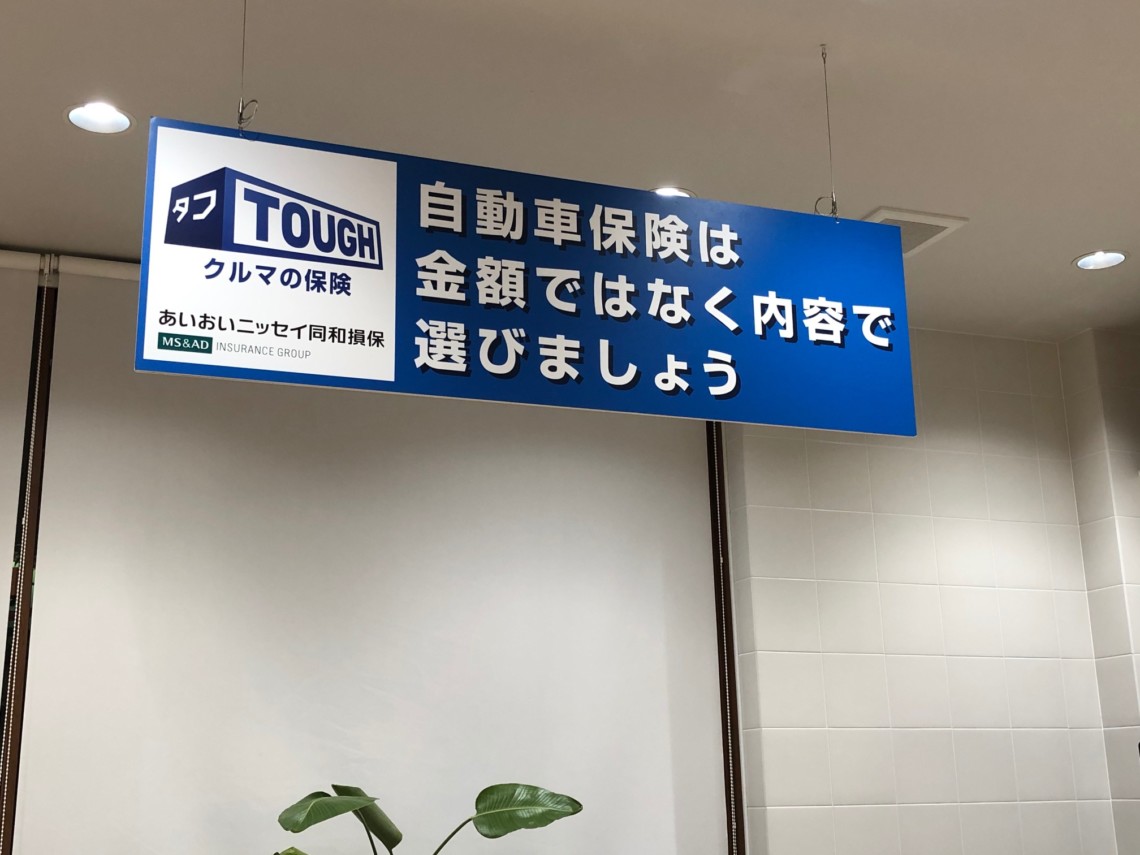 タフ
TOUGH
クルマの保険
あいおいニッセイ同和損保
MS&AD INSURANCE GROUP
自動車保険は
金額ではなく内容で
選びましょう